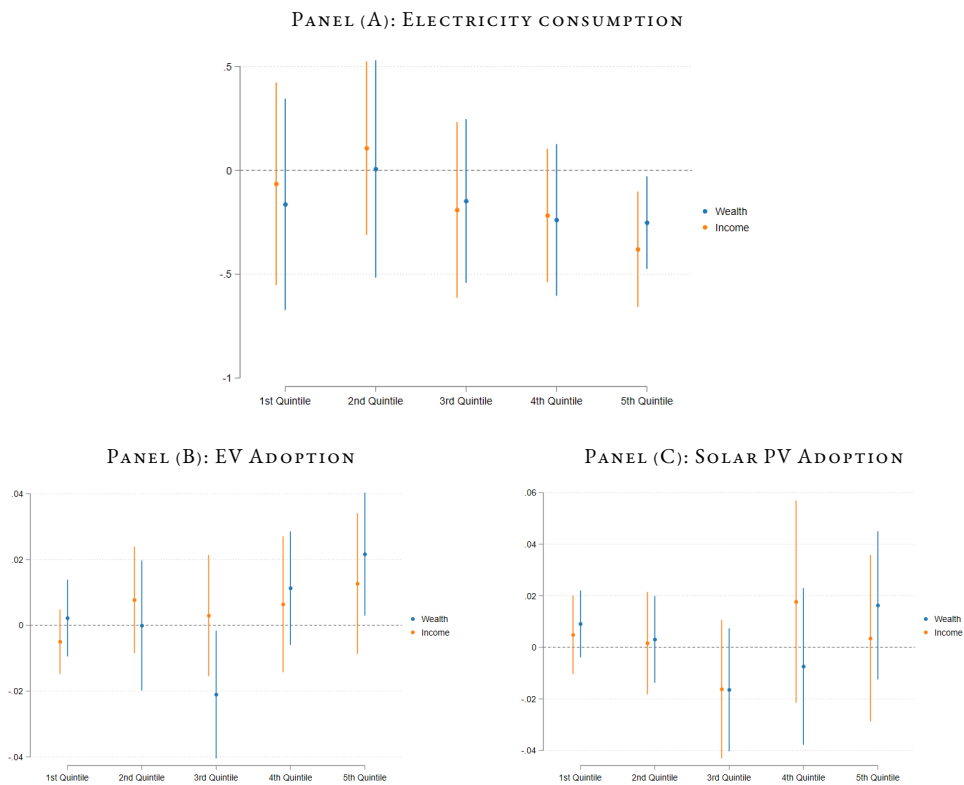 PANEL (A): ELECTRICITY CONSUMPTION
.5
0
-.5
-1
1st Quintile 2nd Quintile 3rd Quintile 4th Quintile 5th Quintile
Wealth
Income
PANEL (B): EV ADOPTION
.04
.02
0
-.02
-.04
1st Quintile 2nd Quintile 3rd Quintile 4th Quintile 5th Quintile
Wealth
Income
PANEL (C): SOLAR PV ADOPTION
.06
.04
.02
0
-.02
-.04
1st Quintile 2nd Quintile 3rd Quintile 4th Quintile 5th Quintile
Wealth
Income